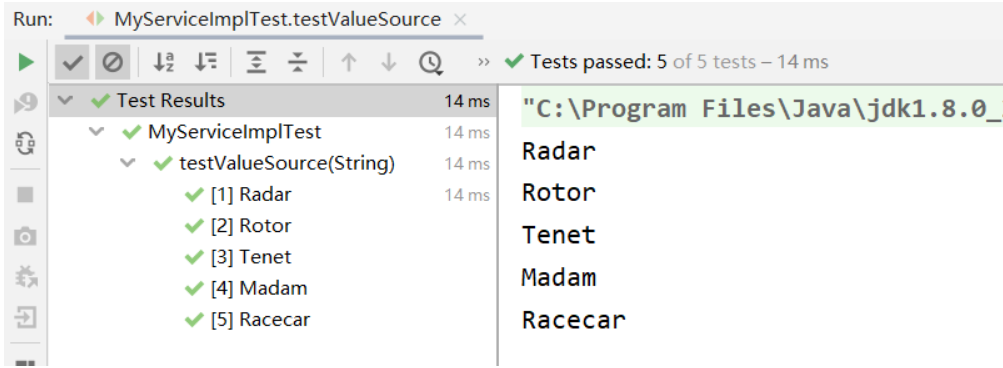 Run: MyServiceImplTest.testValueSource ×
» Tests passed: 5 of 5 tests – 14 ms
Test Results 14 ms
MyServiceImplTest 14 ms
testValueSource(String) 14 ms
[1] Radar 14 ms
[2] Rotor
[3] Tenet
[4] Madam
[5] Racecar
"C:\Program Files\Java\jdk1.8.0_
Radar
Rotor
Tenet
Madam
Racecar